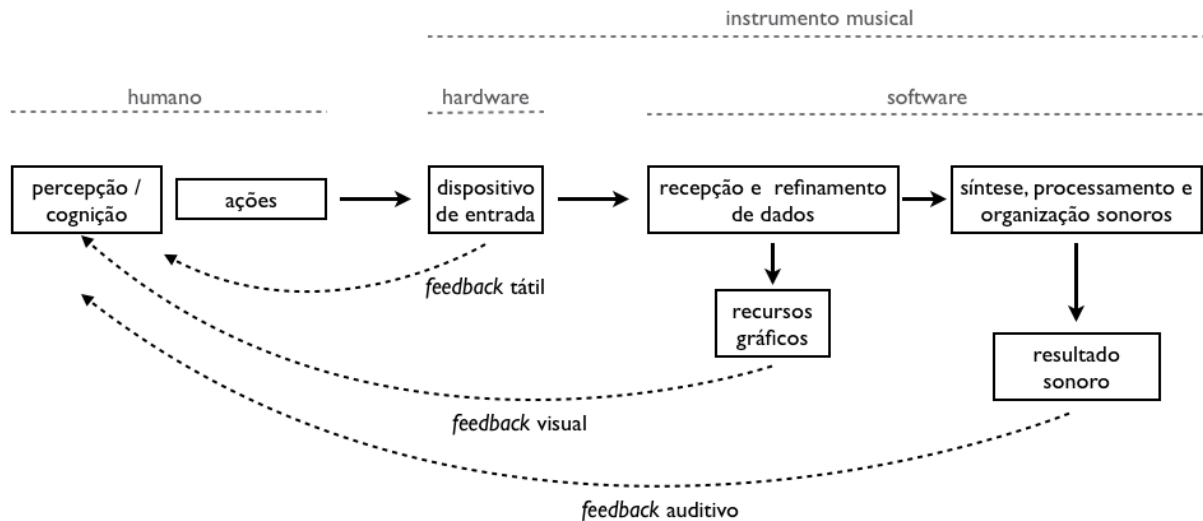 instrumento musical
humano
hardware
software
percepção /
cognição
ações
dispositivo
de entrada
recepção e refinamento
de dados
síntese, processamento e
organização sonoros
feedback tátil
recursos
gráficos
resultado
sonoro
feedback visual
feedback auditivo